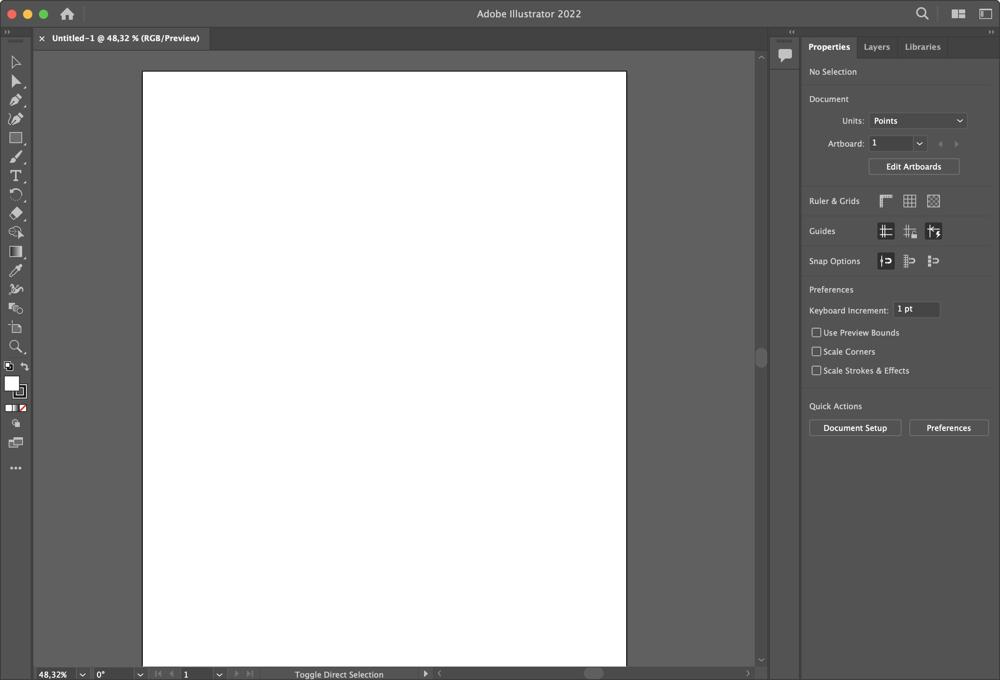 Adobe Illustrator 2022
Untitled-1 @ 48,32 % (RGB/Preview)
Properties
Layers
Libraries
No Selection
Document
Units: Points
Artboard: 1
Edit Artboards
Ruler & Grids
Guides
Snap Options
Preferences
Keyboard Increment: 1 pt
Use Preview Bounds
Scale Corners
Scale Strokes & Effects
Quick Actions
Document Setup
Preferences
48,32%
0°
1
Toggle Direct Selection